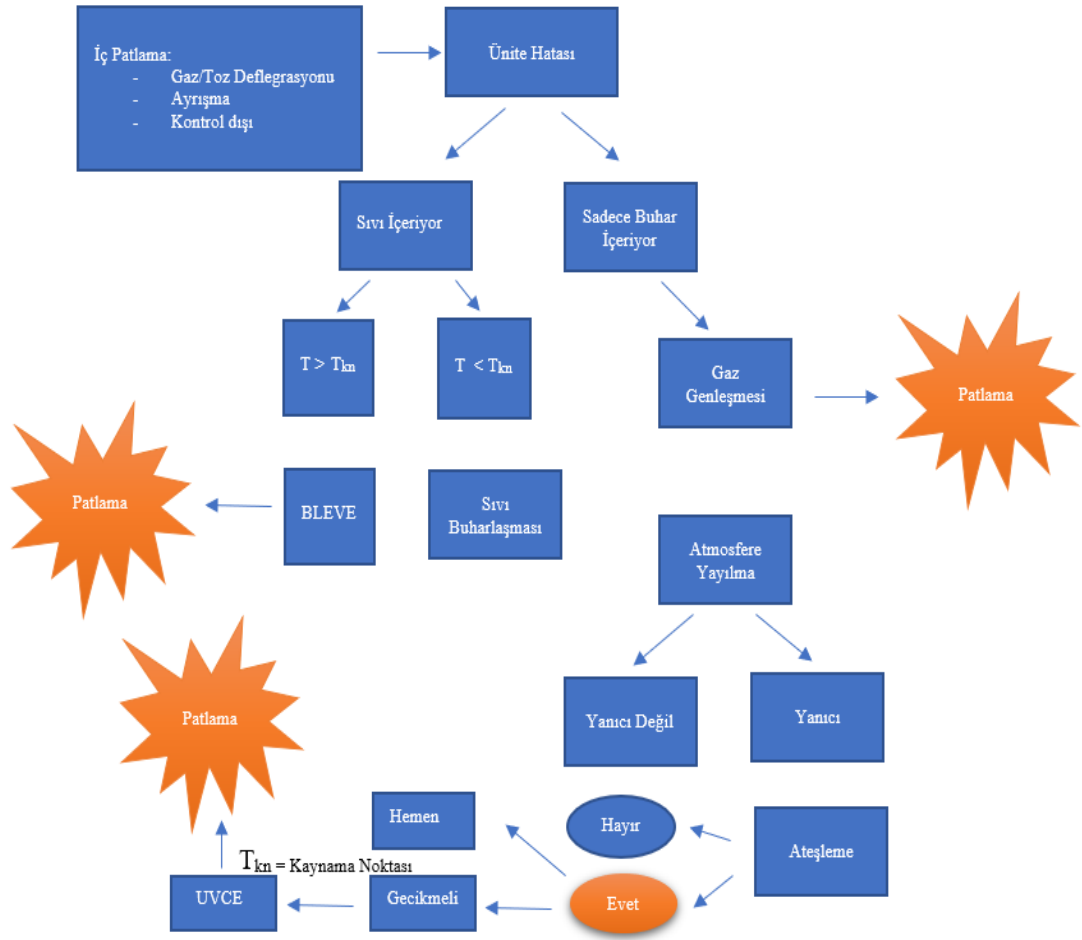 İç Patlama:
- Gaz/Toz Deflegrasyonu
- Ayrışma
- Kontrol dışı
Ünite Hatası
Sıvı İçeriyor
Sadece Buhar
İçeriyor
T > Tkn
T < Tkn
Gaz
Genleşmesi
Patlama
Patlama
BLEVE
Sıvı
Buharlaşması
Atmosfere
Yayılma
Patlama
Yanıcı Değil
Yanıcı
Hemen
Hayır
Ateşleme
Tkn = Kaynama Noktası
UVCE
Gecikmeli
Evet